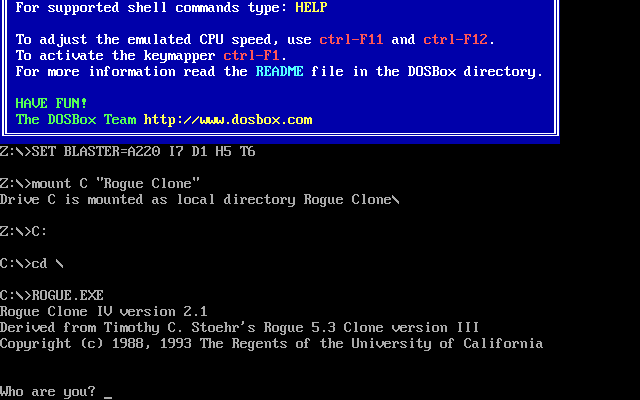 For supported shell commands type: HELP
To adjust the emulated CPU speed, use ctrl-F11 and ctrl-F12.
To activate the keymapper ctrl-F1.
For more information read the README file in the DOSBox directory.
HAVE FUN!
The DOSBox Team http://www.dosbox.com
Z:\>SET BLASTER=A220 I7 D1 H5 T6
Z:\>mount C "Rogue Clone"
Drive C is mounted as local directory Rogue Clone\
Z:\>C:
C:\>cd \
C:\>ROGUE.EXE
Rogue Clone IV version 2.1
Derived from Timothy C. Stoehr's Rogue 5.3 Clone version III
Copyright (c) 1988, 1993 The Regents of the University of California
Who are you? _